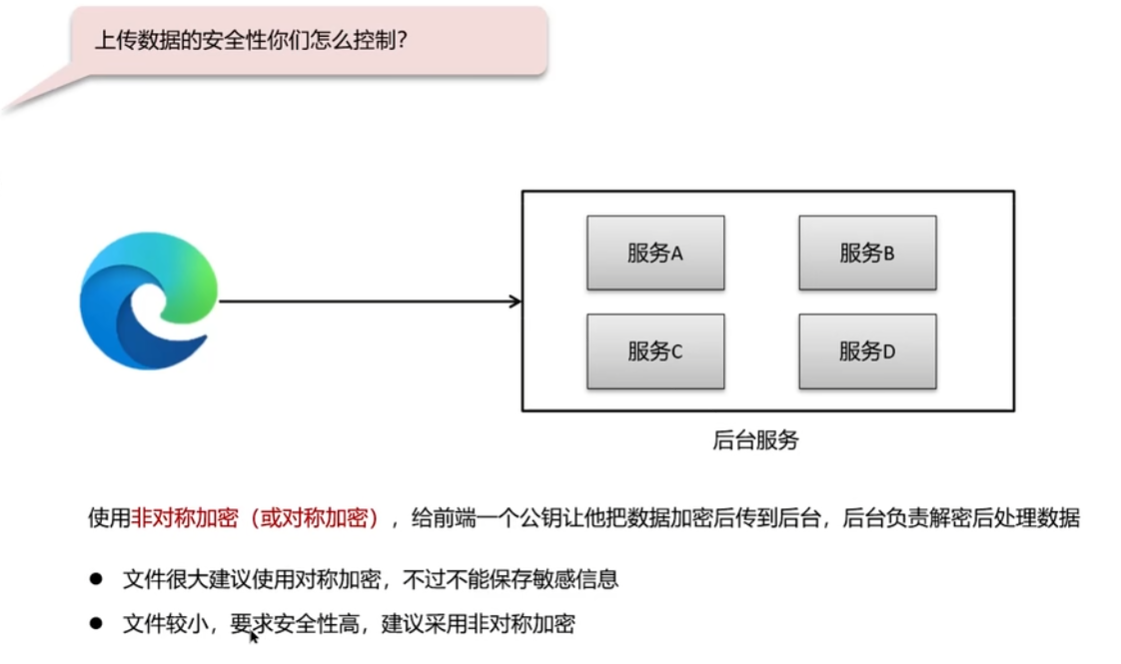 上传数据的安全性你们怎么控制？
服务A
服务B
服务C
服务D
后台服务
使用非对称加密（或对称加密），给前端一个公钥让他把数据加密后传到后台，后台负责解密后处理数据
● 文件很大建议使用对称加密，不过不能保存敏感信息
● 文件较小，要求安全性高，建议采用非对称加密